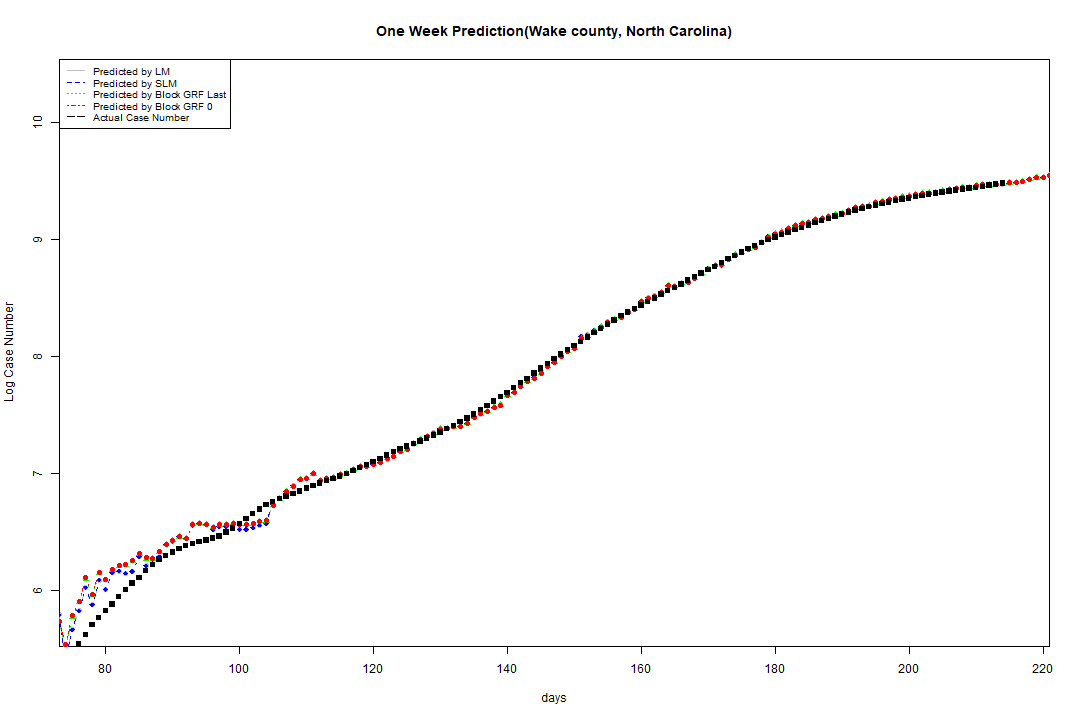 One Week Prediction(Wake county, North Carolina)
Predicted by LM
Predicted by SLM
Predicted by Block GRF Last
Predicted by Block GRF 0
Actual Case Number
10
9
8
7
6
Log Case Number
80 100 120 140 160 180 200 220
days